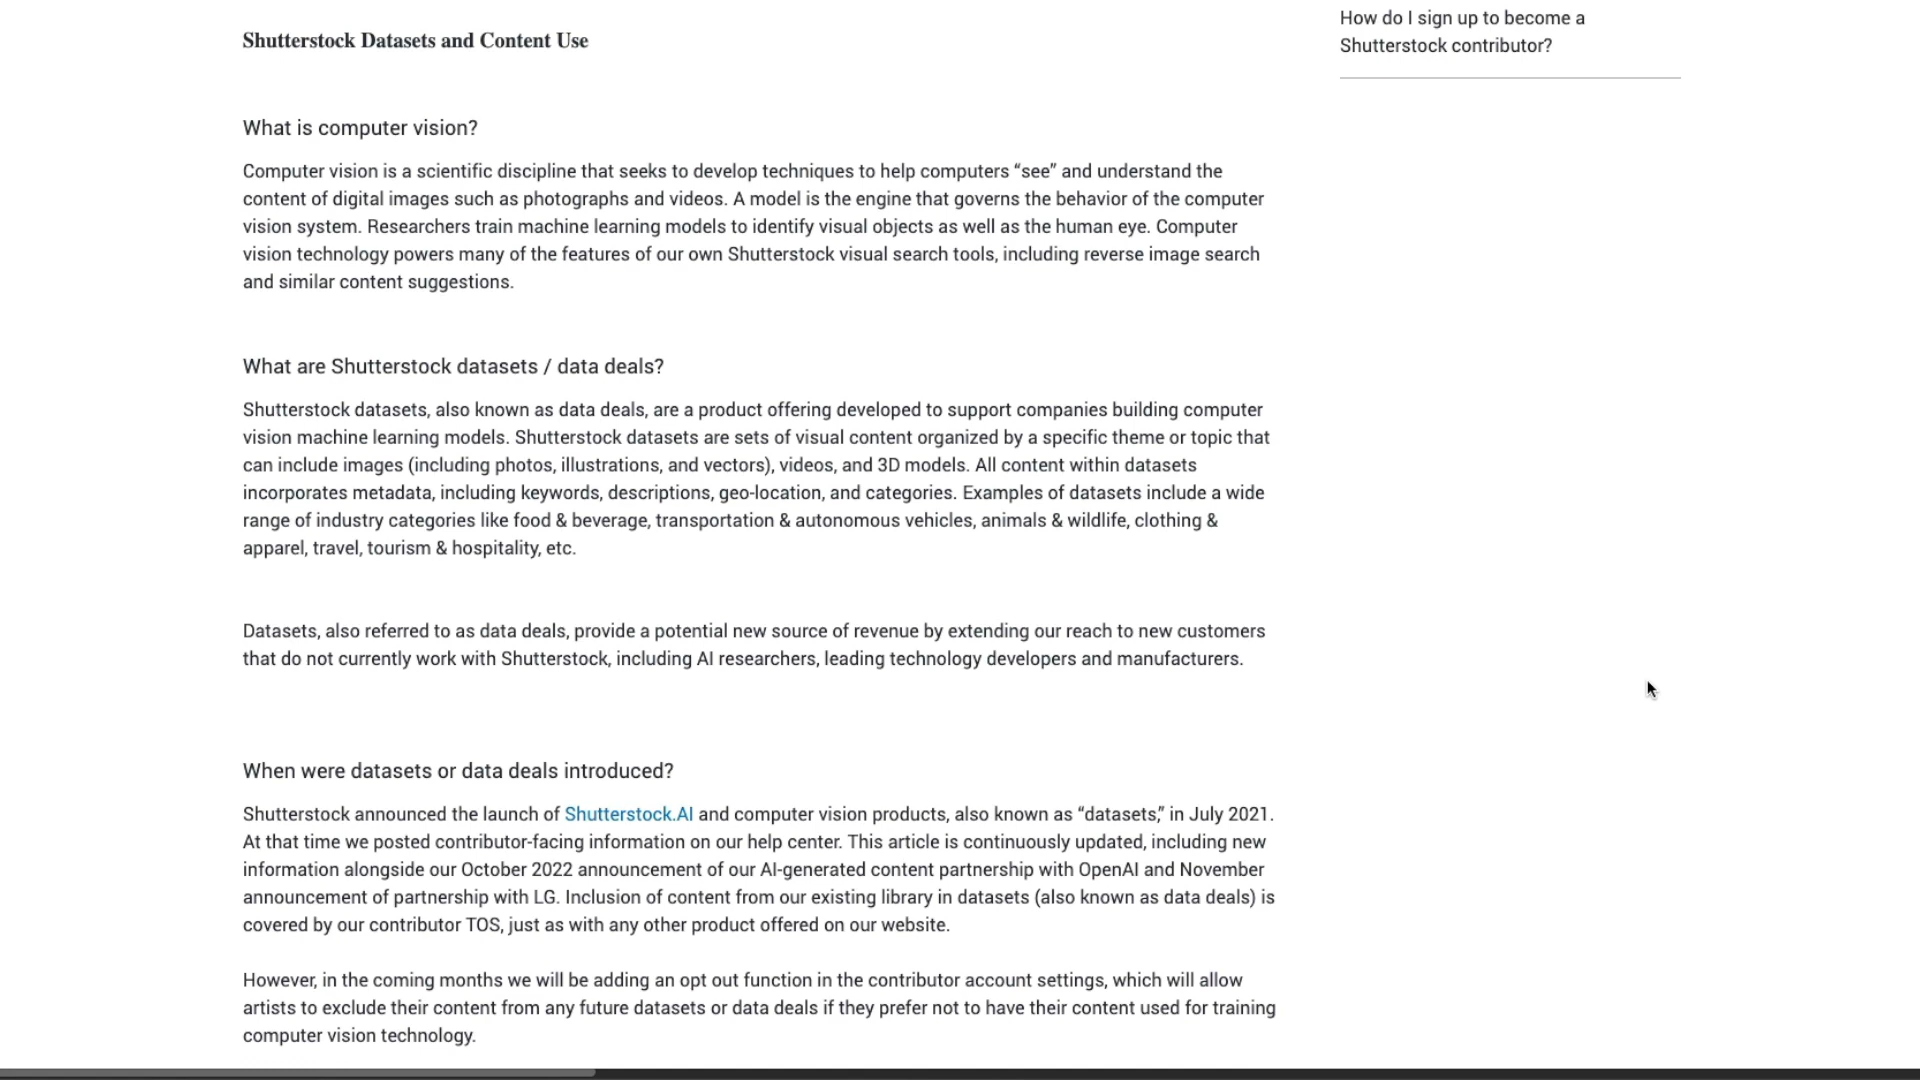 Shutterstock Datasets and Content Use
What is computer vision?
Computer vision is a scientific discipline that seeks to develop techniques to help computers “see” and understand the
content of digital images such as photographs and videos. A model is the engine that governs the behavior of the computer
vision system. Researchers train machine learning models to identify visual objects as well as the human eye. Computer
vision technology powers many of the features of our own Shutterstock visual search tools, including reverse image search
and similar content suggestions.
What are Shutterstock datasets / data deals?
Shutterstock datasets, also known as data deals, are a product offering developed to support companies building computer
vision machine learning models. Shutterstock datasets are sets of visual content organized by a specific theme or topic that
can include images (including photos, illustrations, and vectors), videos, and 3D models. All content within datasets
incorporates metadata, including keywords, descriptions, geo-location, and categories. Examples of datasets include a wide
range of industry categories like food & beverage, transportation & autonomous vehicles, animals & wildlife, clothing &
apparel, travel, tourism & hospitality, etc.
Datasets, also referred to as data deals, provide a potential new source of revenue by extending our reach to new customers
that do not currently work with Shutterstock, including AI researchers, leading technology developers and manufacturers.
When were datasets or data deals introduced?
Shutterstock announced the launch of Shutterstock.AI and computer vision products, also known as “datasets,” in July 2021.
At that time we posted contributor-facing information on our help center. This article is continuously updated, including new
information alongside our October 2022 announcement of our AI-generated content partnership with OpenAI and November
announcement of partnership with LG. Inclusion of content from our existing library in datasets (also known as data deals) is
covered by our contributor TOS, just as with any other product offered on our website.
However, in the coming months we will be adding an opt out function in the contributor account settings, which will allow
artists to exclude their content from any future datasets or data deals if they prefer not to have their content used for training
computer vision technology.
How do I sign up to become a
Shutterstock contributor?